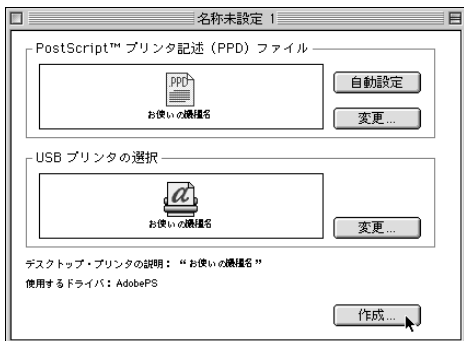 名称未設定 1
PostScript™ プリンタ記述（PPD）ファイル
PPD
お使いの機種名
自動設定
変更...
USB プリンタの選択
a
お使いの機種名
変更...
デスクトップ・プリンタの説明： “お使いの機種名”
使用するドライバ：AdobePS
作成...